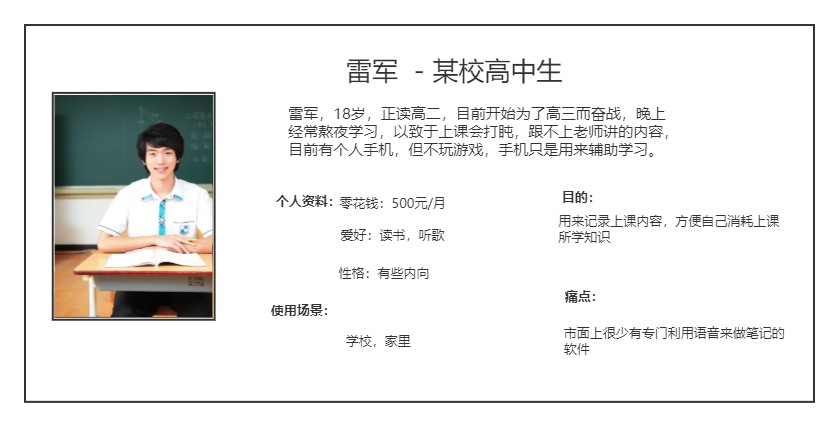 雷军 - 某校高中生
雷军，18岁，正读高二，目前开始为了高三而奋战，晚上
经常熬夜学习，以致于上课会打盹，跟不上老师讲的内容，
目前有个人手机，但不玩游戏，手机只是用来辅助学习。
个人资料：零花钱：500元/月
爱好：读书，听歌
性格：有些内向
使用场景：
学校，家里
目的：
用来记录上课内容，方便自己消耗上课
所学知识
痛点：
市面上很少有专门利用语音来做笔记的
软件